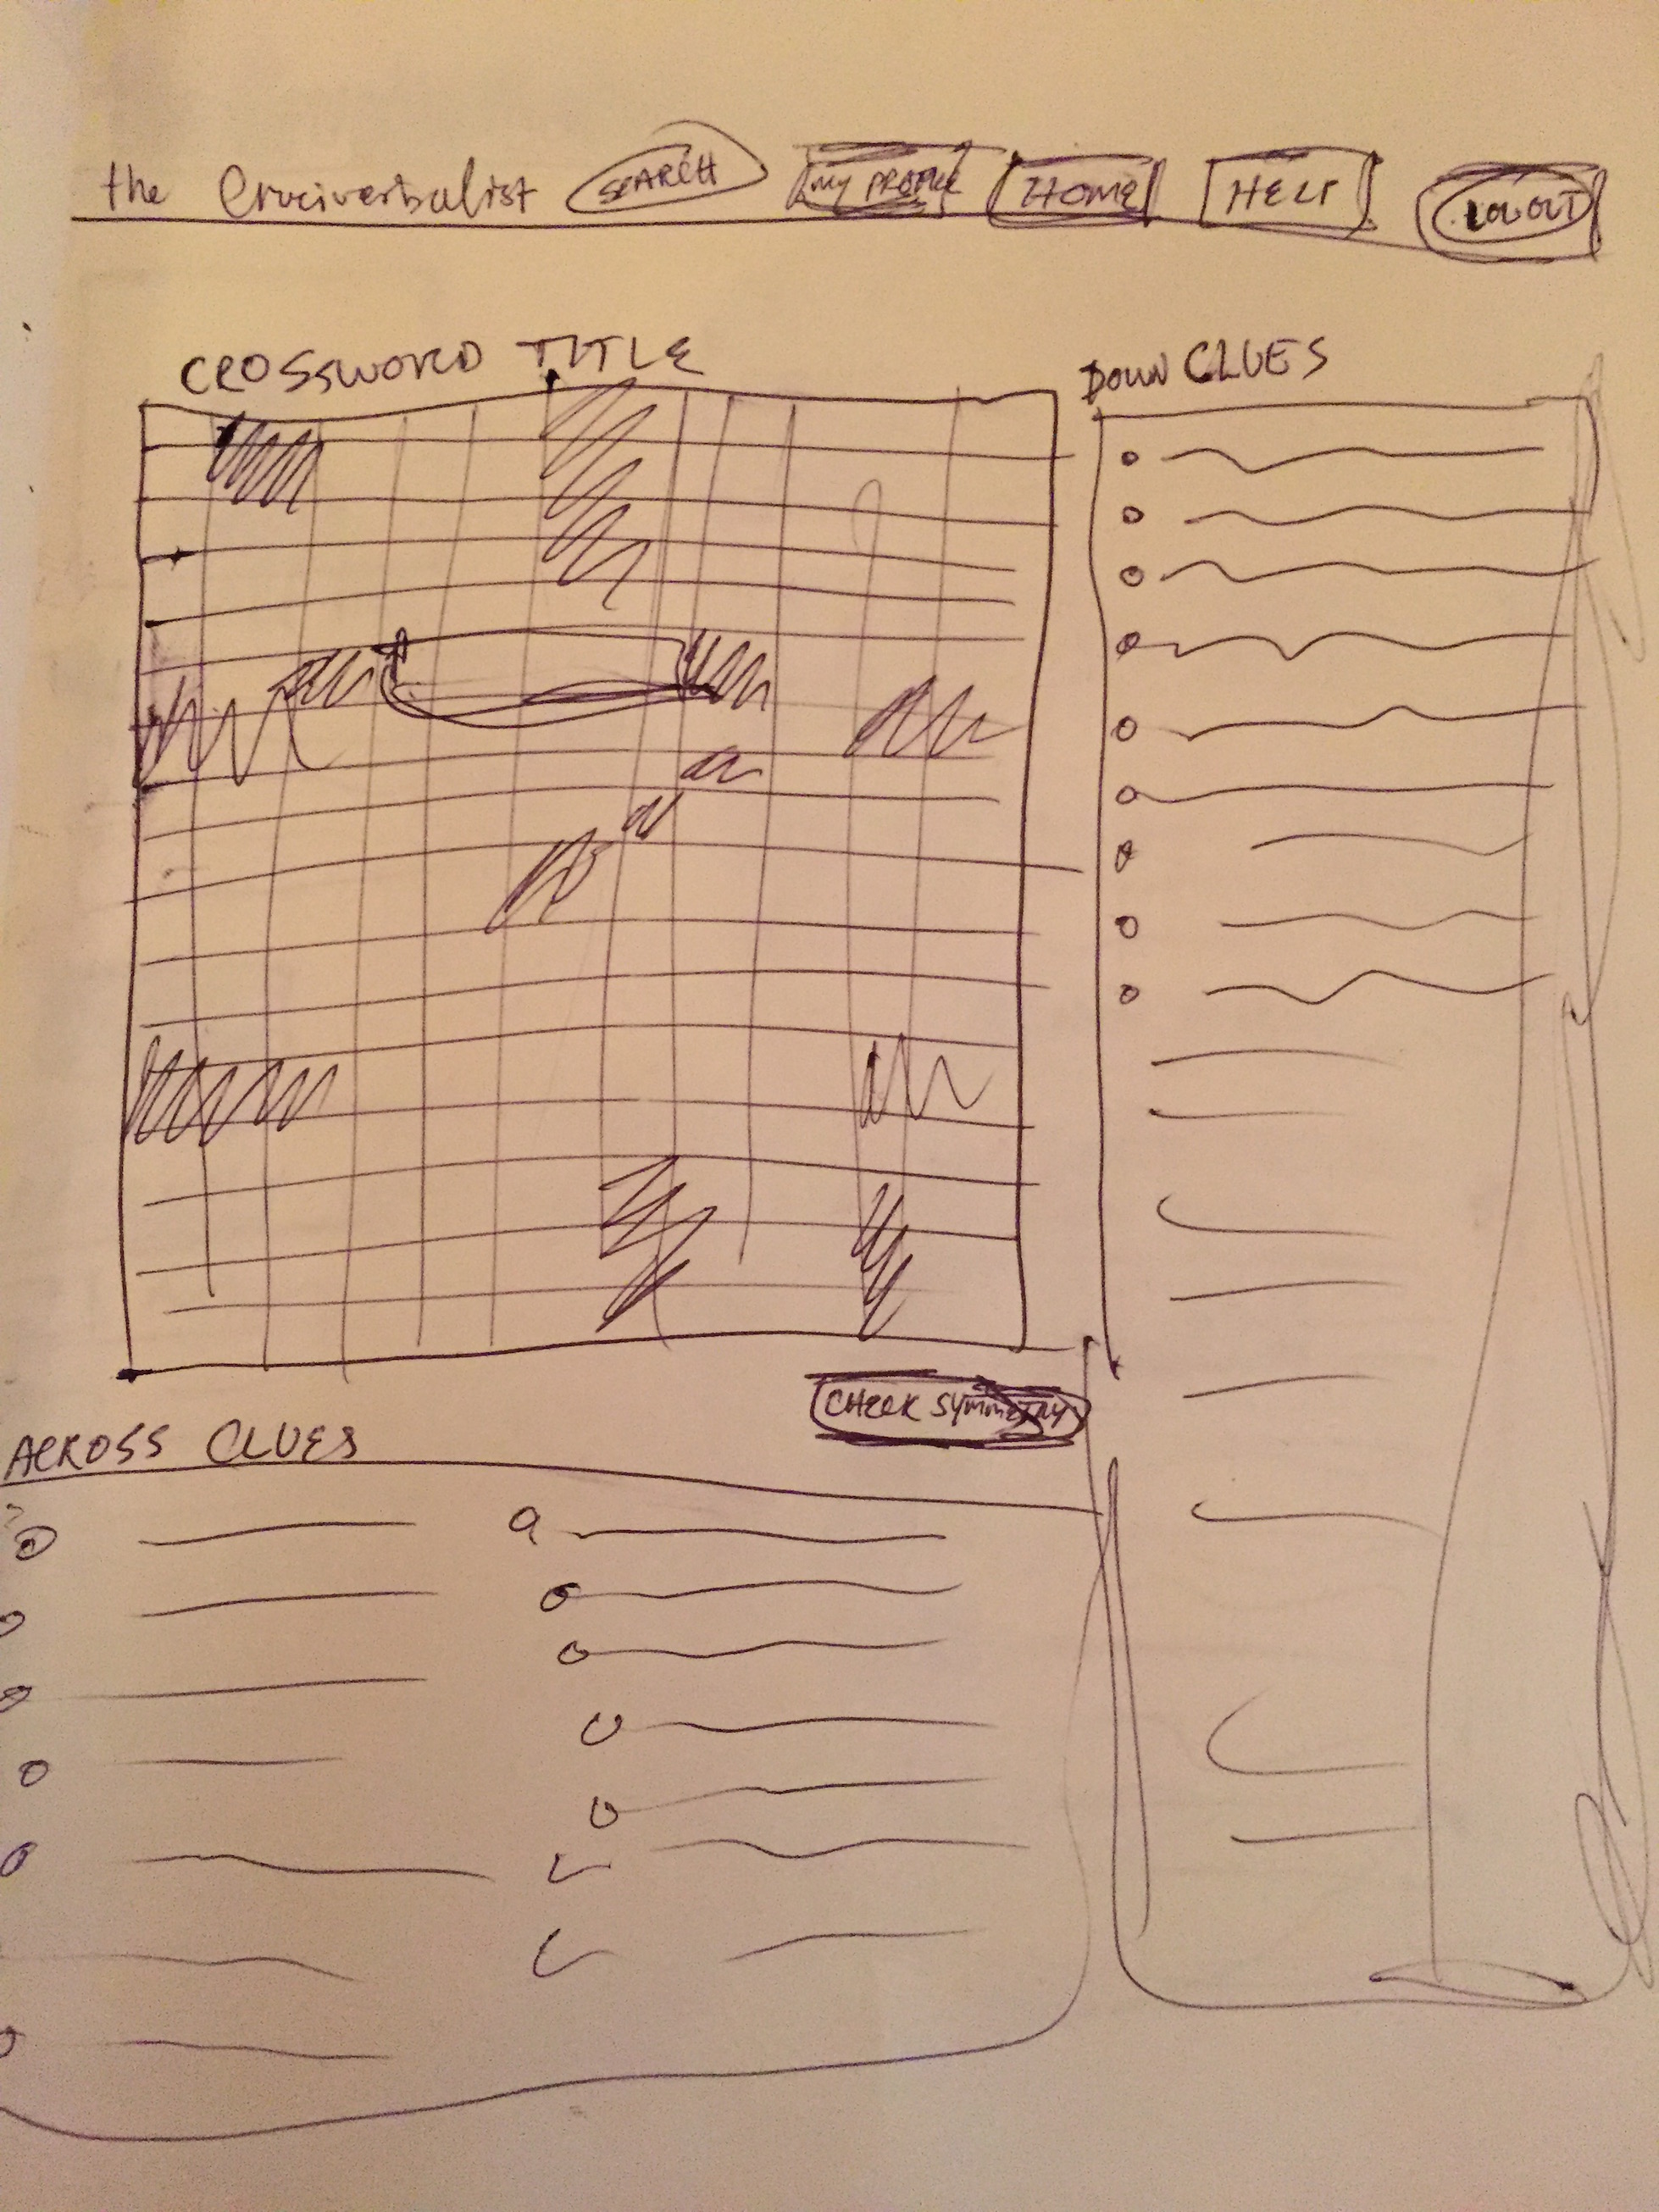 the Cruciverbalist SEARCH MY PROFILE HOME HELP LOGOUT
CROSSWORD TITLE DOWN CLUES
CHECK SYMMETRY
ACROSS CLUES